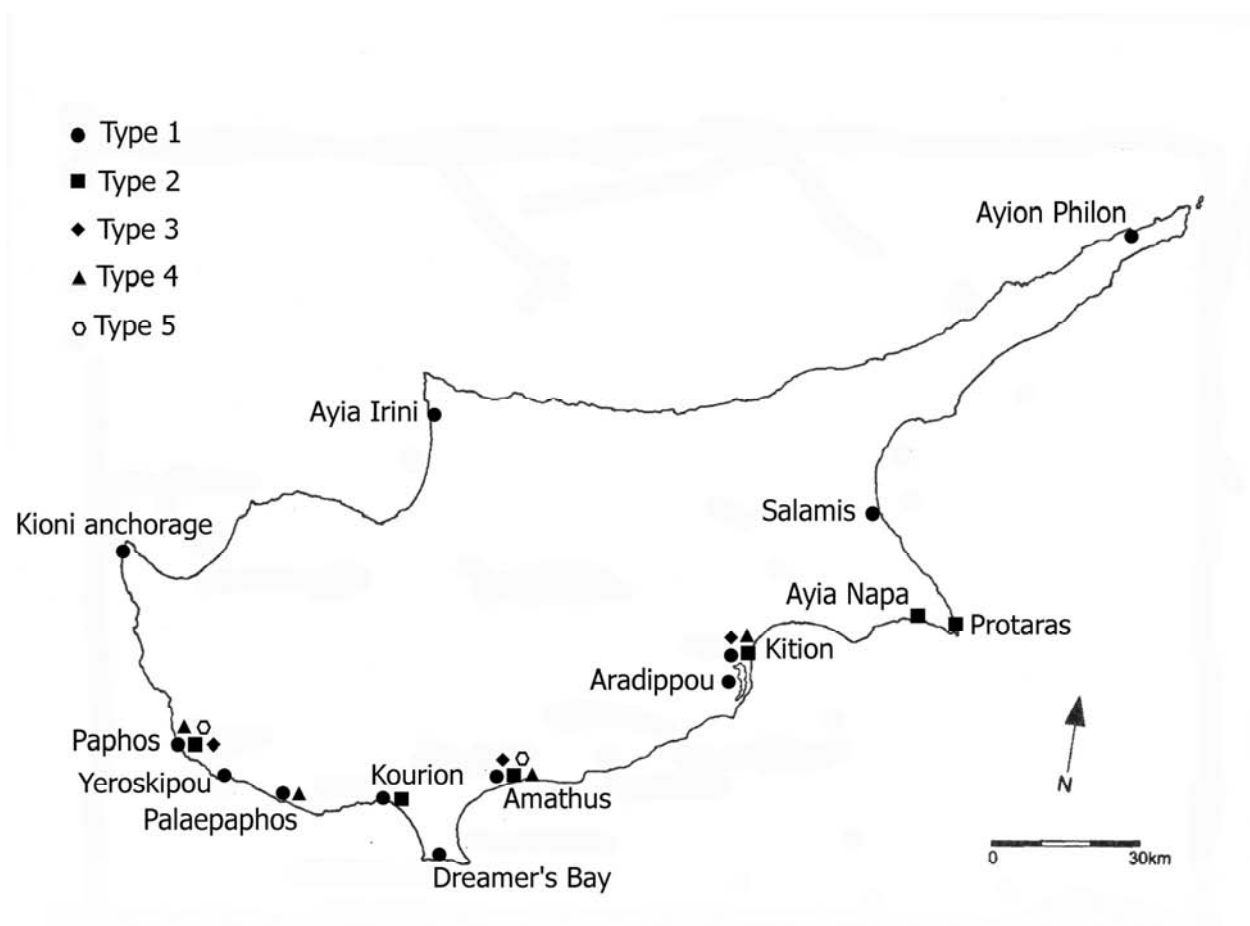 Type 1
Type 2
Type 3
Type 4
Type 5
Ayion Philon
Ayia Irini
Salamis
Kioni anchorage
Ayia Napa
Protaras
Kition
Aradippou
Paphos
Yeroskipou
Kourion
Amathus
Palaepaphos
Dreamer's Bay
N
0 30km